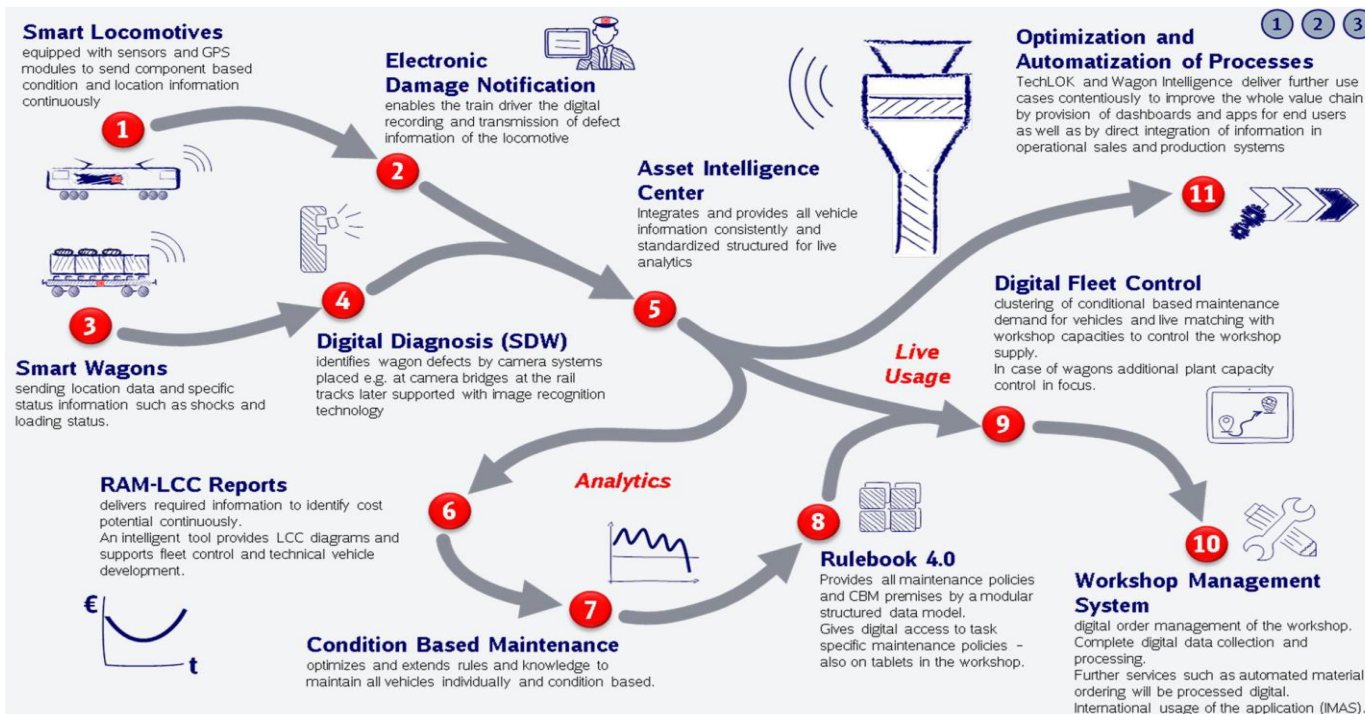 Smart Locomotives
equipped with sensors and GPS
modules to send component based
condition and location information
continuously
1
Electronic
Damage Notification
enables the train driver the digital
recording and transmission of defect
information of the locomotive
2
3
Smart Wagons
sending location data and specific
status information such as shocks and
loading status.
4
Digital Diagnosis (SDW)
identifies wagon defects by camera systems
placed e.g. at camera bridges at the rail
tracks later supported with image recognition
technology
Asset Intelligence
Center
Integrates and provides all vehicle
information consistently and
standardized structured for live
analytics
5
1 2 3
Optimization and
Automatization of Processes
TechLOK and Wagon Intelligence deliver further use
cases contentiously to improve the whole value chain
by provision of dashboards and apps for end users
as well as by direct integration of information in
operational sales and production systems
11
Live
Usage
Digital Fleet Control
clustering of conditional based maintenance
demand for vehicles and live matching with
workshop capacities to control the workshop
supply.
In case of wagons additional plant capacity
control in focus.
9
RAM-LCC Reports
delivers required information to identify cost
potential continuously.
An intelligent tool provides LCC diagrams and
supports fleet control and technical vehicle
development.
€
t
6
Analytics
7
Condition Based Maintenance
optimizes and extends rules and knowledge to
maintain all vehicles individually and condition based.
8
Rulebook 4.0
Provides all maintenance policies
and CBM premises by a modular
structured data model.
Gives digital access to task
specific maintenance policies –
also on tablets in the workshop.
10
Workshop Management
System
digital order management of the workshop.
Complete digital data collection and
processing.
Further services such as automated material
ordering will be processed digital.
International usage of the application (IMAS).